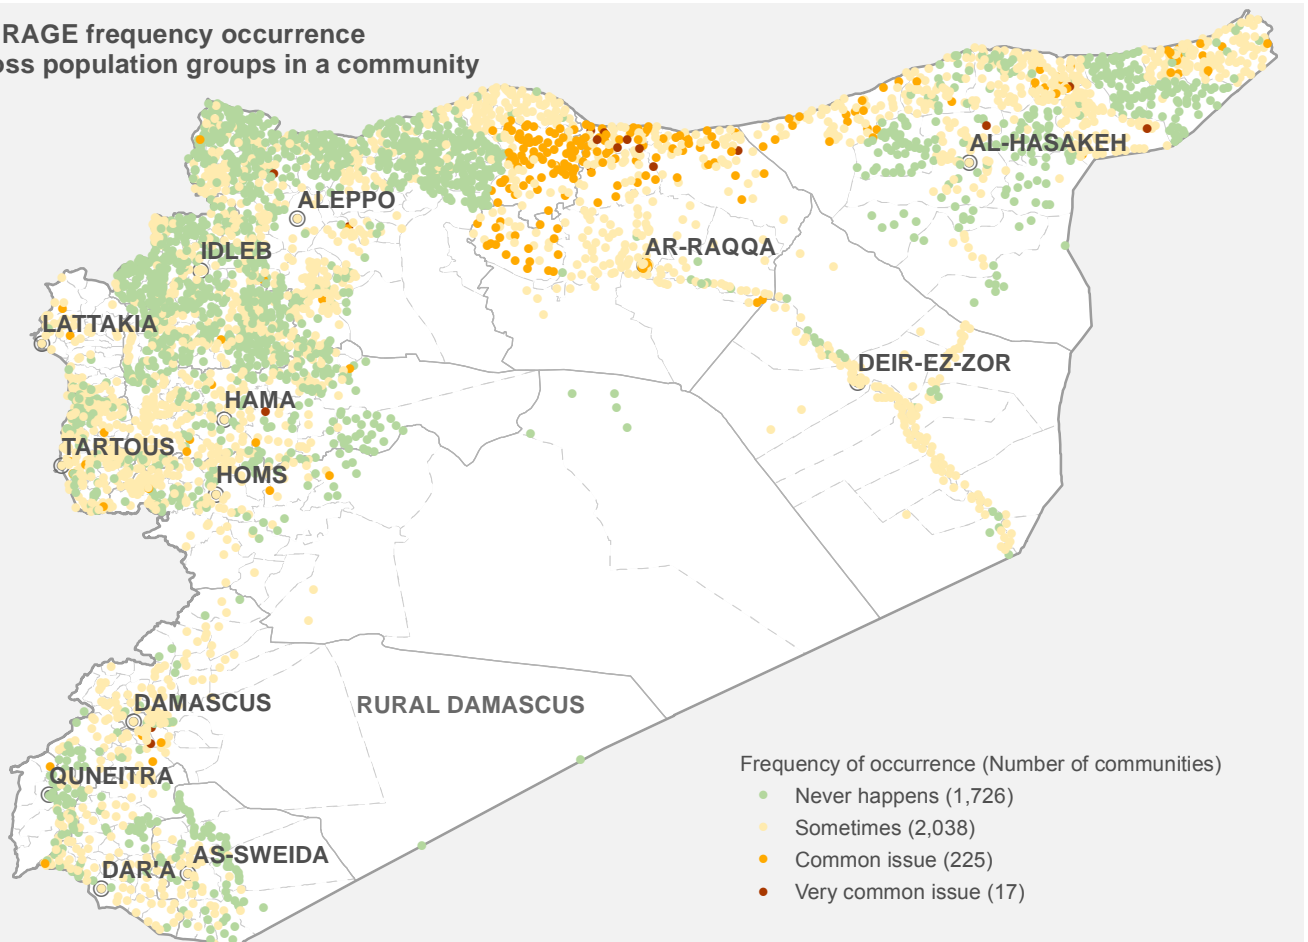 RAGE frequency occurrence
oss population groups in a community
AL-HASAKEH
ALEPPO
IDLEB
AR-RAQQA
LATTAKIA
DEIR-EZ-ZOR
HAMA
TARTOUS
HOMS
DAMASCUS
RURAL DAMASCUS
QUNEITRA
AS-SWEIDA
DAR'A
Frequency of occurrence (Number of communities)
Never happens (1,726)
Sometimes (2,038)
Common issue (225)
Very common issue (17)